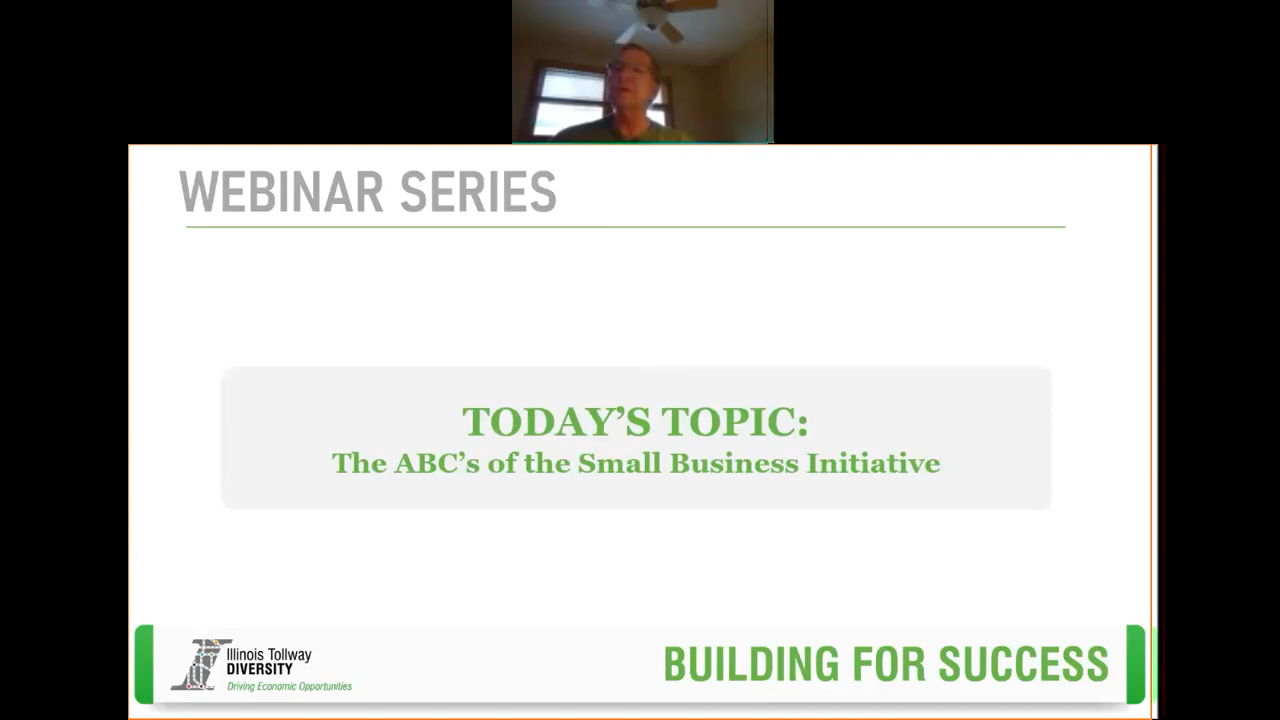 WEBINAR SERIES
TODAY’S TOPIC:
The ABC’s of the Small Business Initiative
Illinois Tollway
DIVERSITY
Driving Economic Opportunities
BUILDING FOR SUCCESS